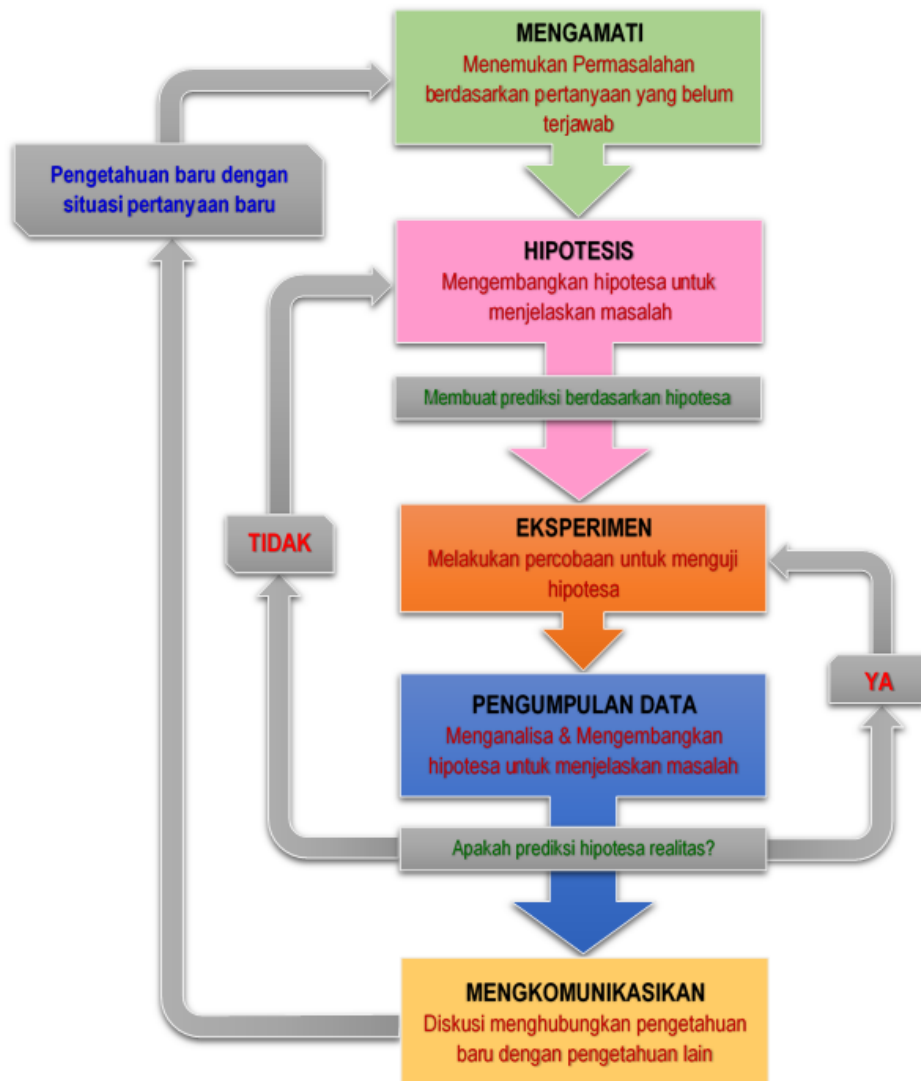 MENGAMATI
Menemukan Permasalahan
berdasarkan pertanyaan yang belum
terjawab
Pengetahuan baru dengan
situasi pertanyaan baru
HIPOTESIS
Mengembangkan hipotesa untuk
menjelaskan masalah
Membuat prediksi berdasarkan hipotesa
EKSPERIMEN
Melakukan percobaan untuk menguji
hipotesa
TIDAK
YA
PENGUMPULAN DATA
Menganalisa & Mengembangkan
hipotesa untuk menjelaskan masalah
Apakah prediksi hipotesa realitas?
MENGKOMUNIKASIKAN
Diskusi menghubungkan pengetahuan
baru dengan pengetahuan lain